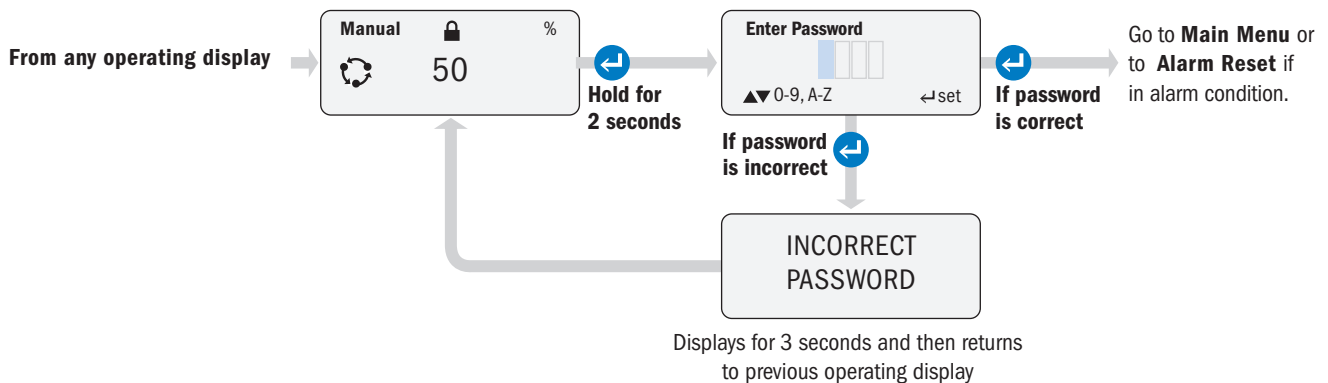 From any operating display
Manual %
50
Hold for
2 seconds
Enter Password
▲▼ 0-9, A-Z ↵ set
If password
is correct
Go to Main Menu or
to Alarm Reset if
in alarm condition.
If password
is incorrect
INCORRECT
PASSWORD
Displays for 3 seconds and then returns
to previous operating display